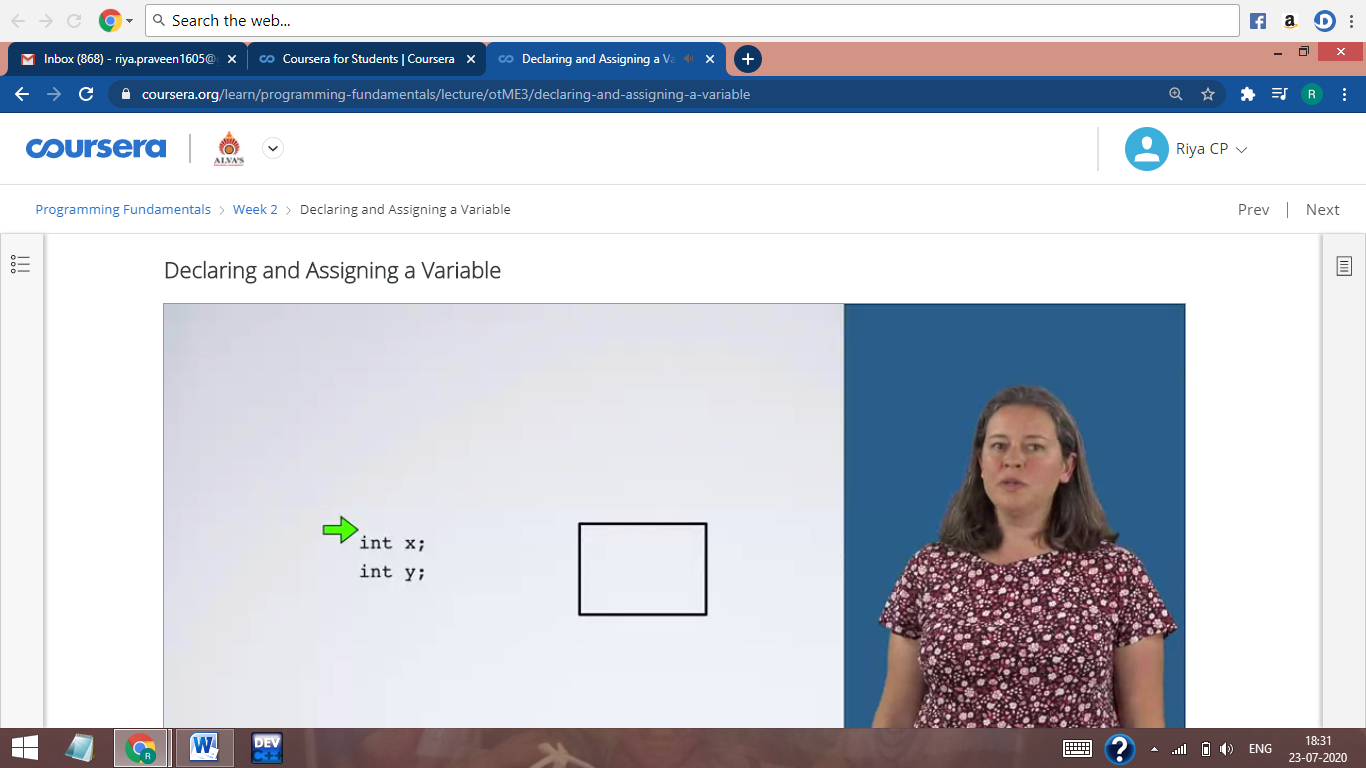 Search the web...
Inbox (868) - riya.praveen1605@
Coursera for Students | Coursera
Declaring and Assigning a Va
coursera.org/learn/programming-fundamentals/lecture/otME3/declaring-and-assigning-a-variable
R
coursera
ALVA'S
Riya CP
Programming Fundamentals > Week 2 > Declaring and Assigning a Variable
Prev | Next
Declaring and Assigning a Variable
int x;
int y;
R
W
DEV
C++
?
ENG
18:31
23-07-2020